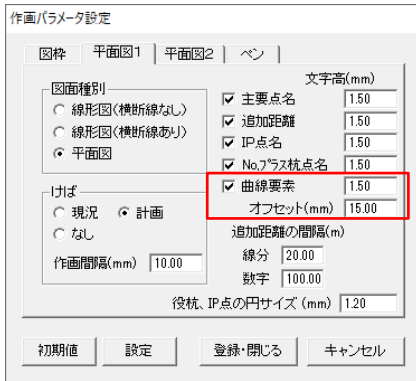 作画パラメータ設定
図枠 平面図1 平面図2 ペン
図面種別
線形図(横断線なし)
線形図(横断線あり)
平面図
けば
現況 計画
なし
作画間隔(mm) 10.00
文字高(mm)
主要点名 1.50
追加距離 1.50
IP点名 1.50
No,プラス杭点名 1.50
曲線要素 1.50
オフセット(mm) 15.00
追加距離の間隔(m)
線分 20.00
数字 100.00
役杭、IP点の円サイズ (mm) 1.20
初期値 設定 登録・閉じる キャンセル